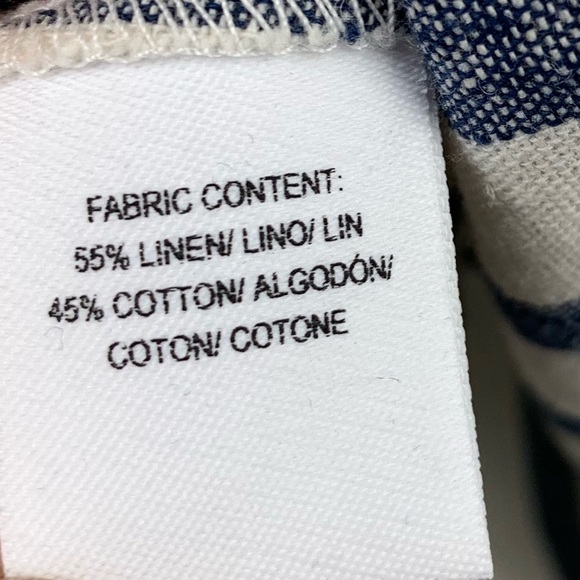 FABRIC CONTENT:
55% LINEN/ LINO/ LIN
45% COTTON/ ALGODÓN/
COTON/ COTONE